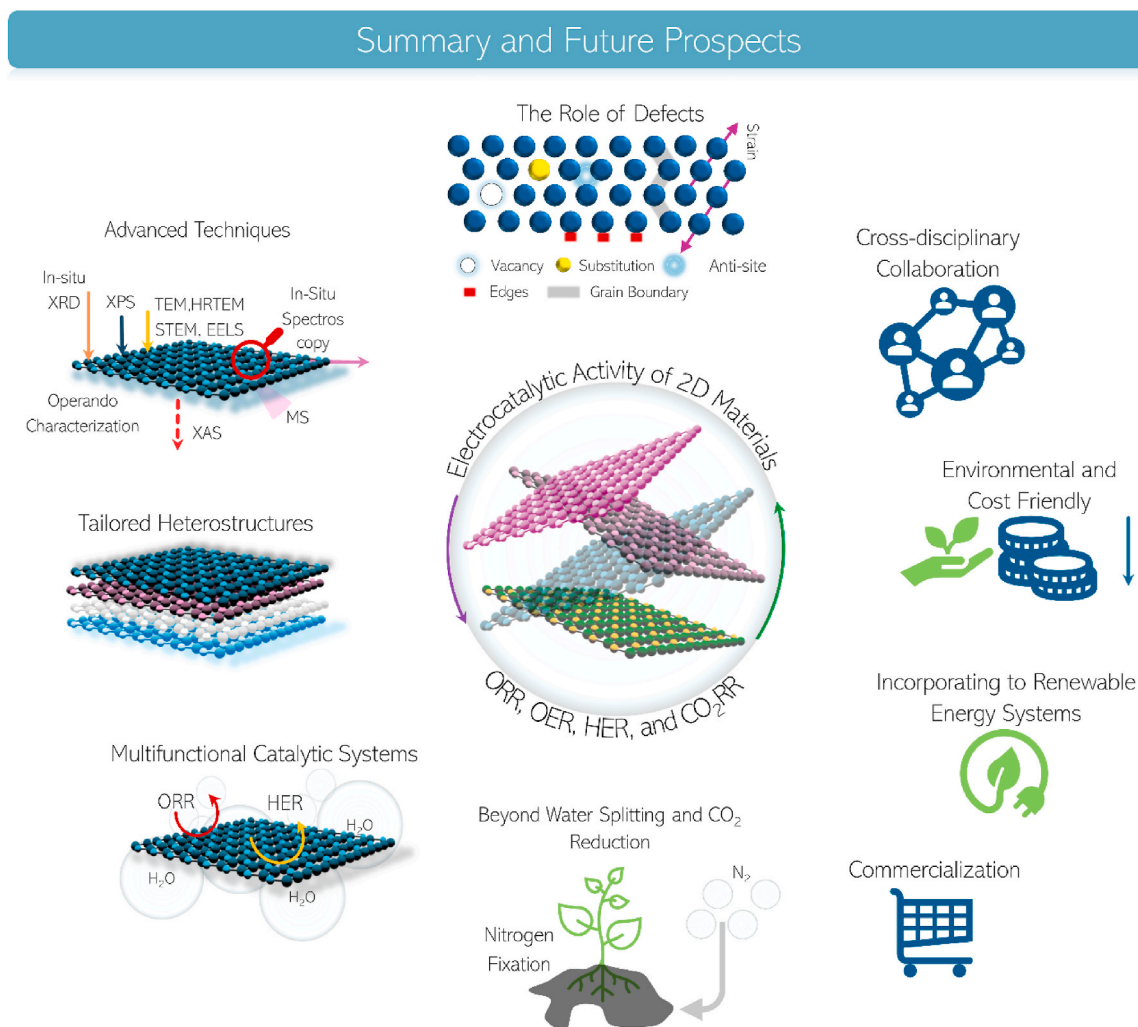 Summary and Future Prospects
The Role of Defects
Strain
Vacancy
Substitution
Anti-site
Edges
Grain Boundary
Advanced Techniques
In-situ
XRD
XPS
TEM,HRTEM
STEM, EELS
In-Situ
Spectros
copy
Operando
Characterization
XAS
MS
Tailored Heterostructures
Multifunctional Catalytic Systems
ORR
HER
H₂O
H₂O
H₂O
Electrocatalytic Activity of 2D Materials
ORR, OER, HER, and CO₂RR
Beyond Water Splitting and CO₂
Reduction
N₂
Nitrogen
Fixation
Cross-disciplinary
Collaboration
Environmental and
Cost Friendly
Incorporating to Renewable
Energy Systems
Commercialization